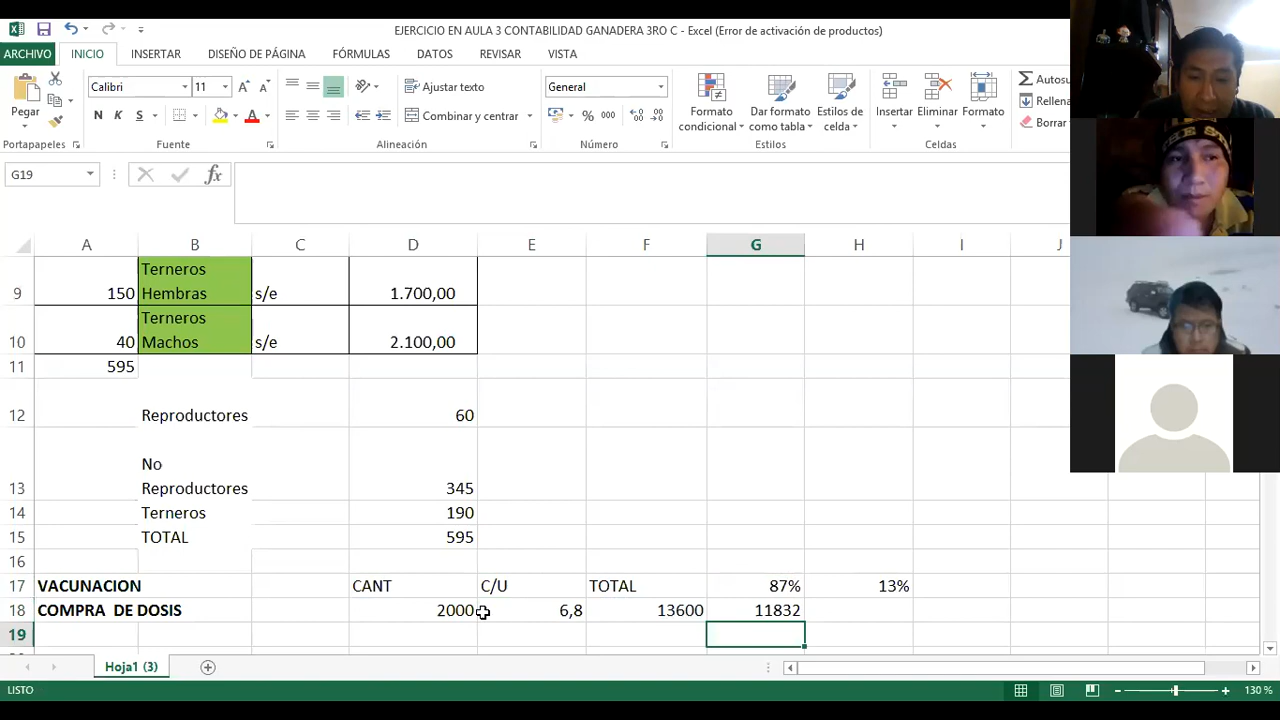 EJERCICIO EN AULA 3 CONTABILIDAD GANADERA 3RO C - Excel (Error de activación de productos)
ARCHIVO INICIO INSERTAR DISEÑO DE PÁGINA FÓRMULAS DATOS REVISAR VISTA
Pegar
Calibri 11
N K S
Ajustar texto
Combinar y centrar
General
% 000
Formato condicional
Dar formato como tabla
Estilos de celda
Insertar Eliminar Formato
Autosu
Rellena
Borrar
Portapapeles Fuente Alineación Número Estilos Celdas
G19 fx
A B C D E F G H I J
9 150 Terneros Hembras s/e 1.700,00
10 40 Terneros Machos s/e 2.100,00
11 595
12 Reproductores 60
13 No Reproductores 345
14 Terneros 190
15 TOTAL 595
16
17 VACUNACION CANT C/U TOTAL 87% 13%
18 COMPRA DE DOSIS 2000 6,8 13600 11832
19
Hoja1 (3)
LISTO 130 %